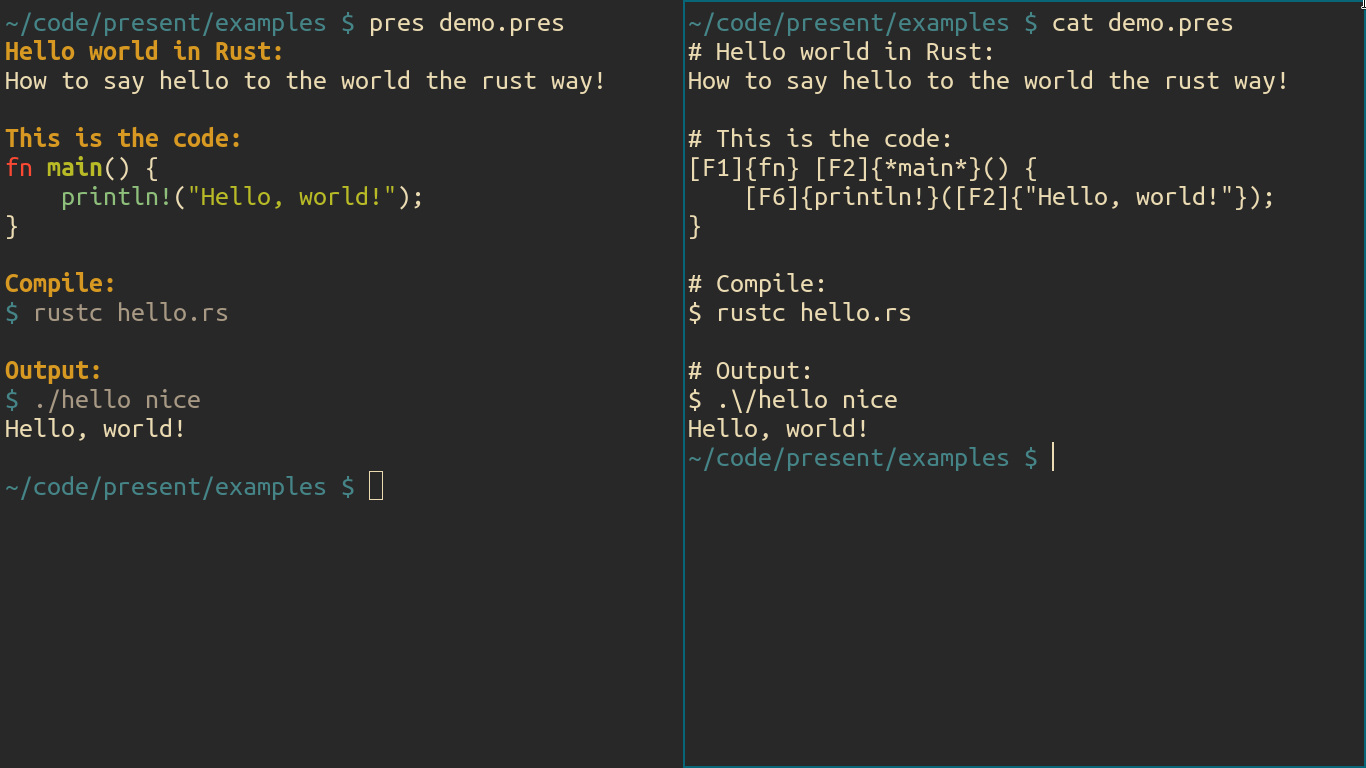 ~/code/present/examples $ pres demo.pres
Hello world in Rust:
How to say hello to the world the rust way!

This is the code:
fn main() {
    println!("Hello, world!");
}

Compile:
$ rustc hello.rs

Output:
$ ./hello nice
Hello, world!

~/code/present/examples $

~/code/present/examples $ cat demo.pres
# Hello world in Rust:
How to say hello to the world the rust way!

# This is the code:
[F1]{fn} [F2]{*main*}() {
    [F6]{println!}([F2]{"Hello, world!"});
}

# Compile:
$ rustc hello.rs

# Output:
$ .\/hello nice
Hello, world!
~/code/present/examples $